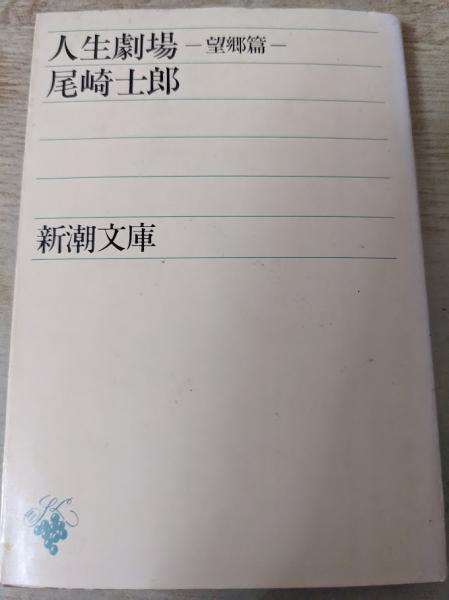 人生劇場 —望郷篇—
尾崎士郎
新潮文庫